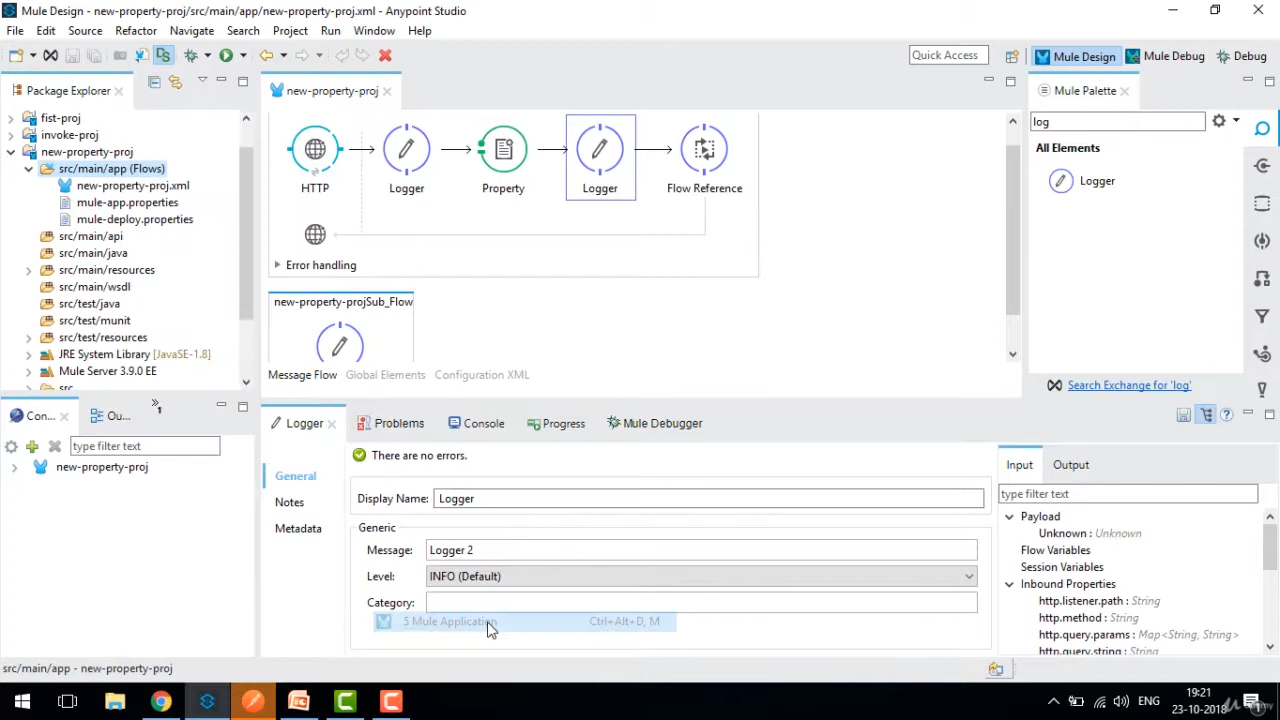 Mule Design - new-property-proj/src/main/app/new-property-proj.xml - Anypoint Studio
File Edit Source Refactor Navigate Search Project Run Window Help
Quick Access
Mule Design
Mule Debug
Debug
Package Explorer
fist-proj
invoke-proj
new-property-proj
src/main/app (Flows)
new-property-proj.xml
mule-app.properties
mule-deploy.properties
src/main/api
src/main/java
src/main/resources
src/main/wsdl
src/test/java
src/test/munit
src/test/resources
JRE System Library [JavaSE-1.8]
Mule Server 3.9.0 EE
src
new-property-proj
HTTP
Logger
Property
Logger
Flow Reference
Error handling
new-property-projSub_Flow
Message Flow Global Elements Configuration XML
Mule Palette
log
All Elements
Logger
Search Exchange for 'log'
Con...
Ou...
1
type filter text
new-property-proj
Logger
Problems
Console
Progress
Mule Debugger
There are no errors.
General
Notes
Metadata
Display Name: Logger
Generic
Message: Logger 2
Level: INFO (Default)
Category:
5 Mule Application Ctrl+Alt+D, M
Input Output
type filter text
Payload
Unknown : Unknown
Flow Variables
Session Variables
Inbound Properties
http.listener.path : String
http.method : String
http.query.params : Map<String, String>
http.query.string : String
src/main/app - new-property-proj
ENG
19:21
23-10-2018